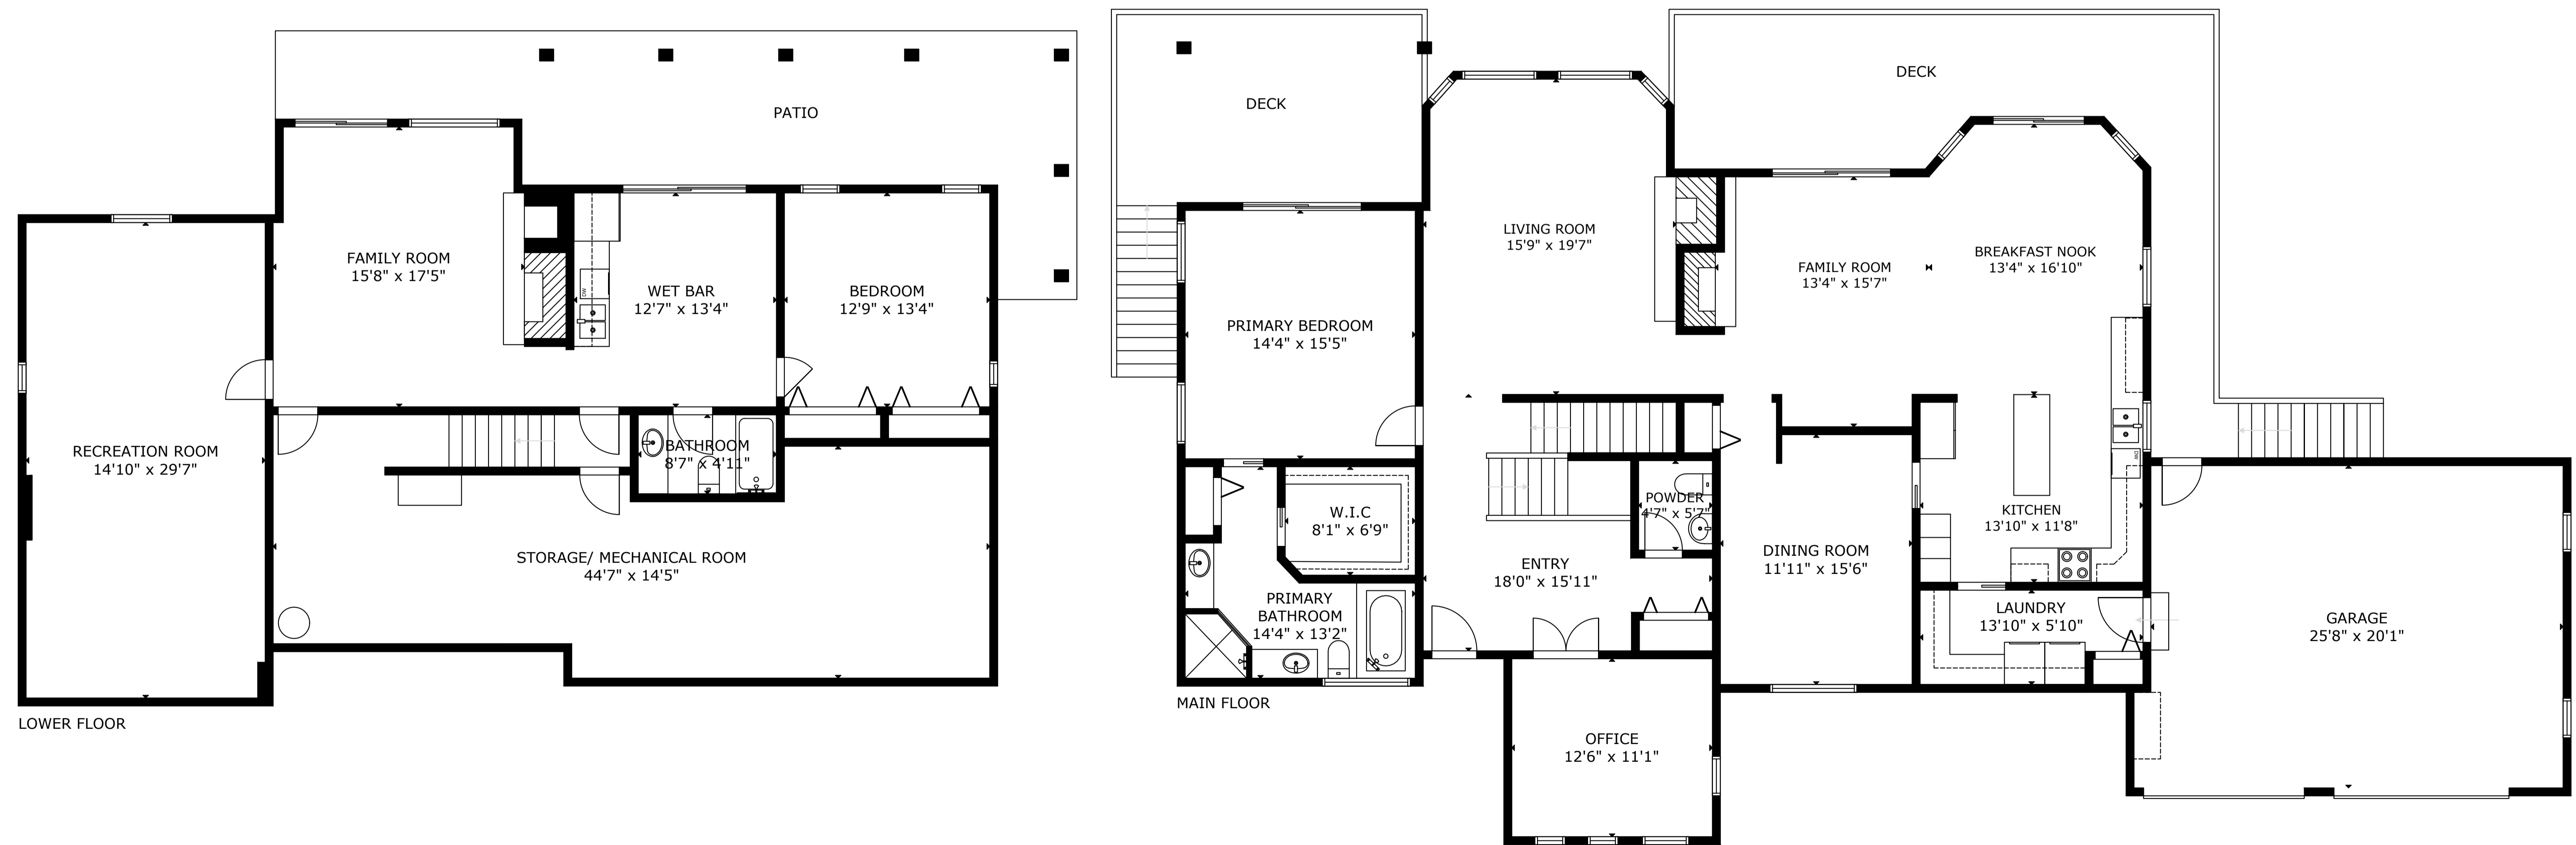 PATIO
FAMILY ROOM
15'8" x 17'5"
WET BAR
12'7" x 13'4"
BEDROOM
12'9" x 13'4"
DW
RECREATION ROOM
14'10" x 29'7"
BATHROOM
8'7" x 4'11"
STORAGE/ MECHANICAL ROOM
44'7" x 14'5"
LOWER FLOOR
DECK
DECK
LIVING ROOM
15'9" x 19'7"
FAMILY ROOM
13'4" x 15'7"
BREAKFAST NOOK
13'4" x 16'10"
PRIMARY BEDROOM
14'4" x 15'5"
DW
W.I.C
8'1" x 6'9"
POWDER
4'7" x 5'7"
KITCHEN
13'10" x 11'8"
ENTRY
18'0" x 15'11"
DINING ROOM
11'11" x 15'6"
PRIMARY
BATHROOM
14'4" x 13'2"
LAUNDRY
13'10" x 5'10"
GARAGE
25'8" x 20'1"
OFFICE
12'6" x 11'1"
MAIN FLOOR